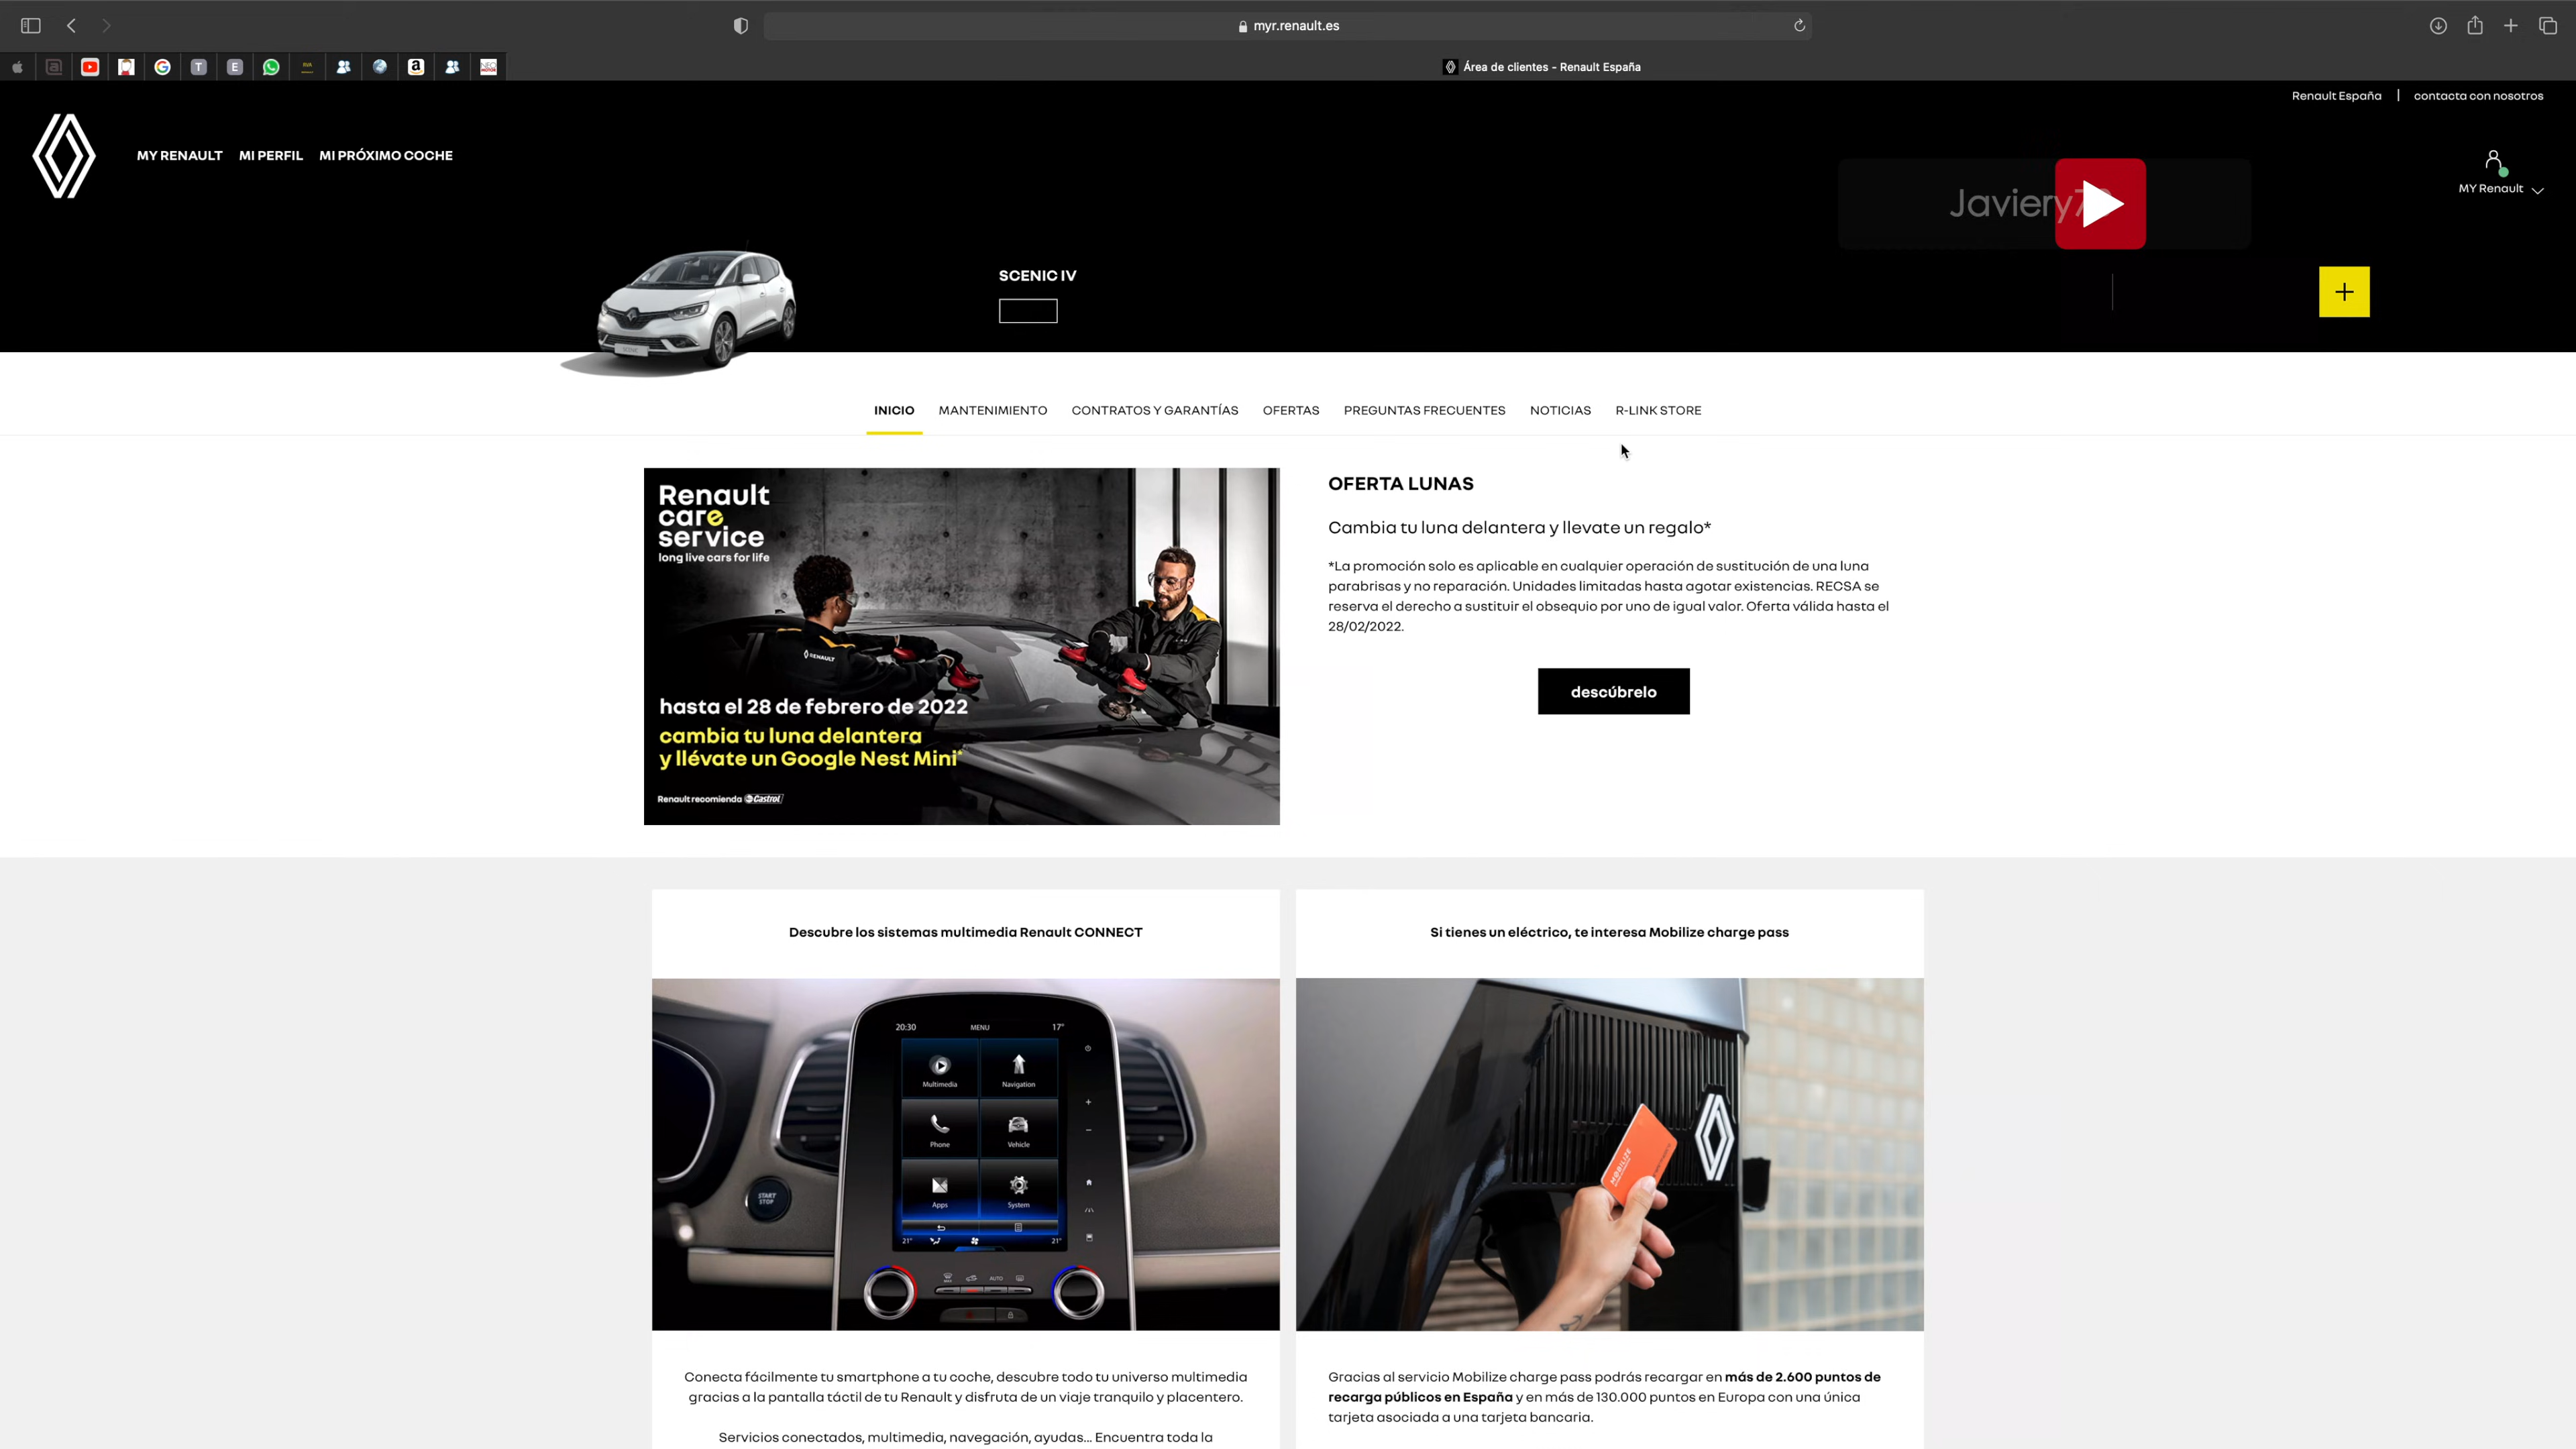 myr.renault.es
Área de clientes - Renault España
Renault España | contacta con nosotros
MY RENAULT MI PERFIL MI PRÓXIMO COCHE
MY Renault
SCENIC IV
INICIO MANTENIMIENTO CONTRATOS Y GARANTÍAS OFERTAS PREGUNTAS FRECUENTES NOTICIAS R-LINK STORE
Renault
care
service
long live cars for life
RENAULT
hasta el 28 de febrero de 2022
cambia tu luna delantera
y llévate un Google Nest Mini*
Renault recomienda Castrol
OFERTA LUNAS
Cambia tu luna delantera y llevate un regalo*
*La promoción solo es aplicable en cualquier operación de sustitución de una luna
parabrisas y no reparación. Unidades limitadas hasta agotar existencias. RECSA se
reserva el derecho a sustituir el obsequio por uno de igual valor. Oferta válida hasta el
28/02/2022.
descúbrelo
Descubre los sistemas multimedia Renault CONNECT
20:30 MENU 17°
Multimedia Navigation
Phone Vehicle
Apps System
21° 21°
AUTO
START
STOP
Conecta fácilmente tu smartphone a tu coche, descubre todo tu universo multimedia
gracias a la pantalla táctil de tu Renault y disfruta de un viaje tranquilo y placentero.
Servicios conectados, multimedia, navegación, ayudas... Encuentra toda la
Si tienes un eléctrico, te interesa Mobilize charge pass
MOBILIZE
Gracias al servicio Mobilize charge pass podrás recargar en más de 2.600 puntos de
recarga públicos en España y en más de 130.000 puntos en Europa con una única
tarjeta asociada a una tarjeta bancaria.